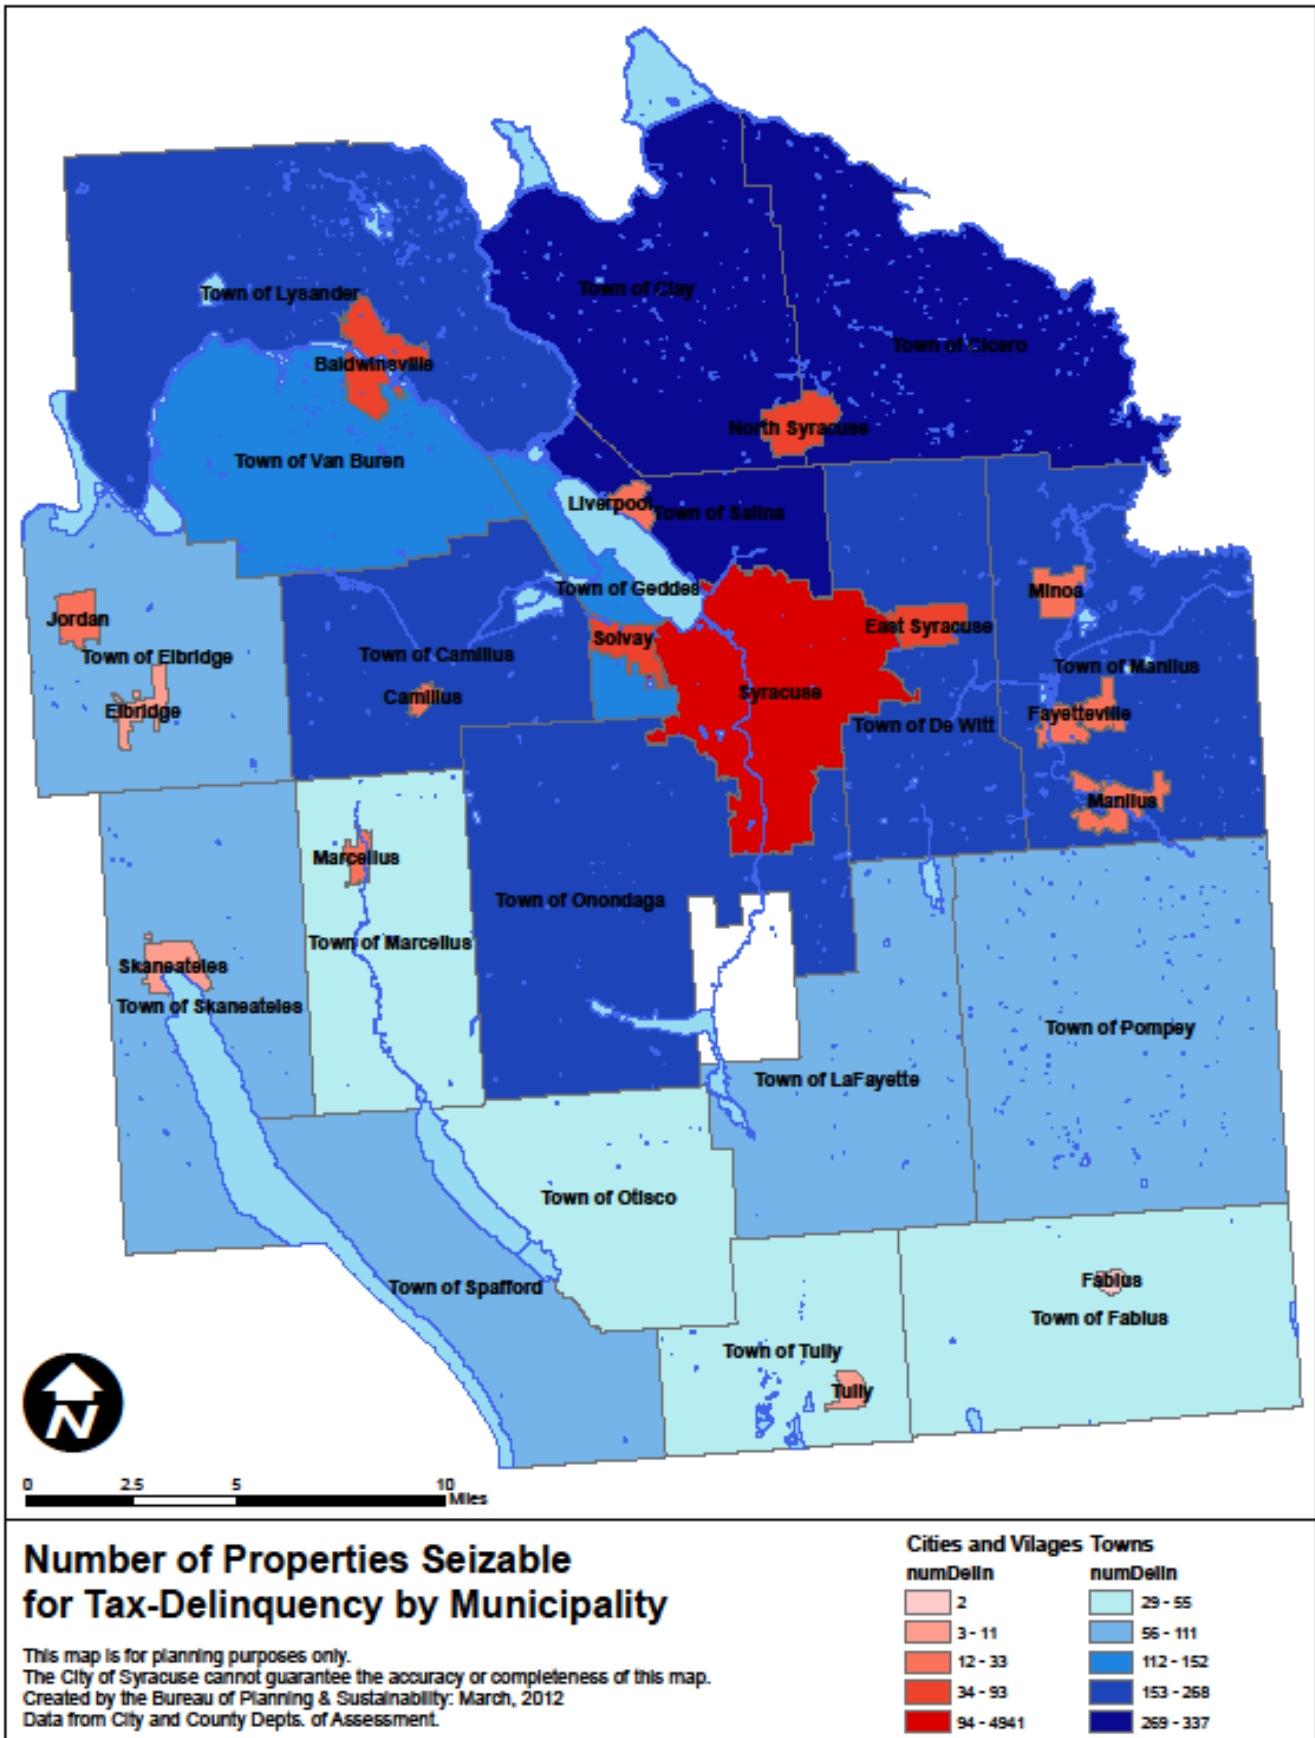 Town of Lysander
Town of Clay
Town of Cicero
Baldwinsville
North Syracuse
Town of Van Buren
Liverpool
Town of Salina
Town of Geddes
Minoa
Jordan
East Syracuse
Solvay
Town of Elbridge
Town of Camillus
Town of Manlius
Syracuse
Camillus
Elbridge
Fayetteville
Town of De Witt
Manlius
Marcellus
Town of Onondaga
Town of Marcellus
Skaneateles
Town of Skaneateles
Town of Pompey
Town of LaFayette
Town of Otisco
Fabius
Town of Spafford
Town of Fabius
Town of Tully
Tully
N
0 2.5 5 10
Miles
Number of Properties Seizable
for Tax-Delinquency by Municipality
This map is for planning purposes only.
The City of Syracuse cannot guarantee the accuracy or completeness of this map.
Created by the Bureau of Planning & Sustainability: March, 2012
Data from City and County Depts. of Assessment.
Cities and Vilages Towns
numDelin numDelin
2 29 - 55
3 - 11 56 - 111
12 - 33 112 - 152
34 - 93 153 - 268
94 - 4941 269 - 337